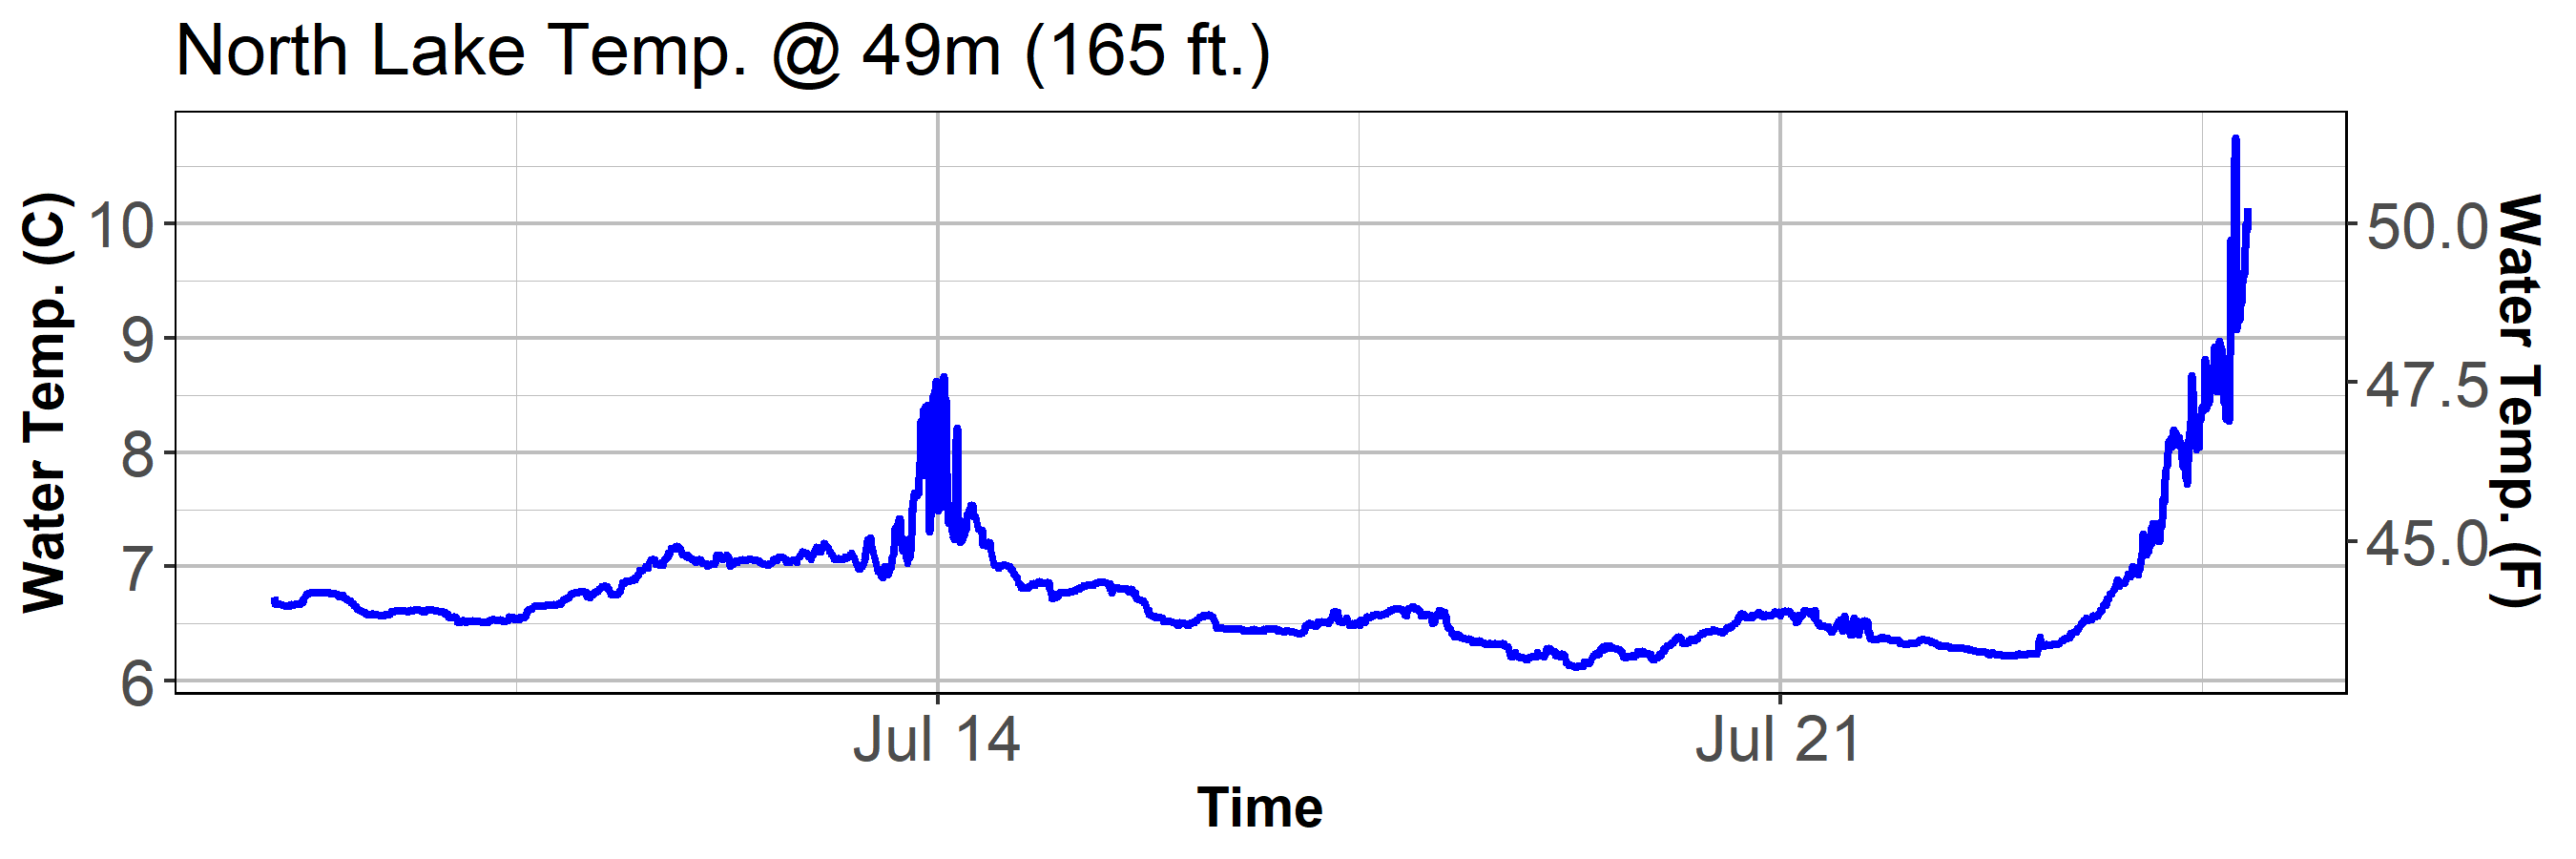 North Lake Temp. @ 49m (165 ft.)
Water Temp. (C)
10
9
8
7
6
50.0
47.5
45.0
Water Temp. (F)
Jul 14
Jul 21
Time